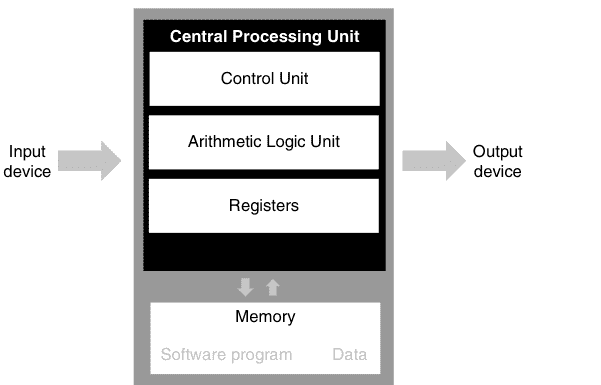 Central Processing Unit
Control Unit
Input
device
Arithmetic Logic Unit
Output
device
Registers
Memory
Software program Data